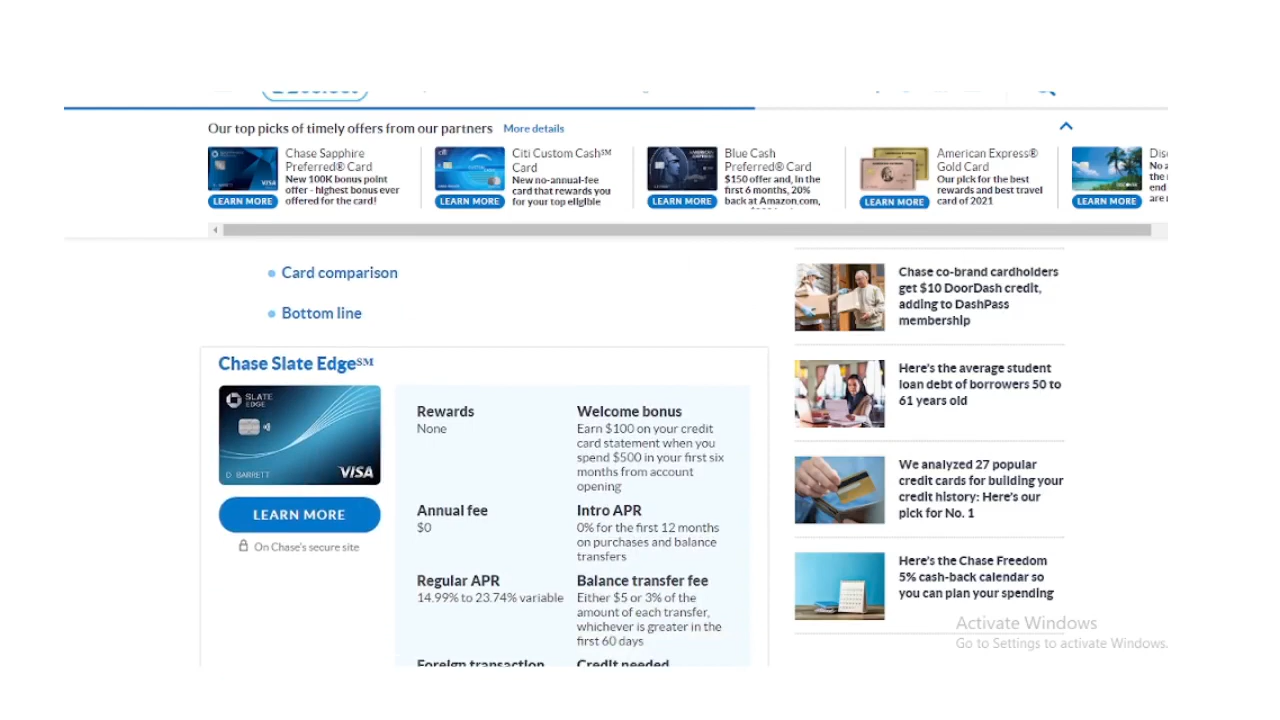 Our top picks of timely offers from our partners More details
Chase Sapphire
Preferred® Card
New 100K bonus point
offer - highest bonus ever
offered for the card!
VISA
LEARN MORE
Citi Custom Cash℠
Card
New no-annual-fee
card that rewards you
for your top eligible
citi
LEARN MORE
Blue Cash
Preferred® Card
$150 offer and, in the
first 6 months, 20%
back at Amazon.com,
LEARN MORE
American Express®
Gold Card
Our pick for the best
rewards and best travel
card of 2021
LEARN MORE
No a
the
end
are
LEARN MORE
Card comparison
Bottom line
Chase Slate Edge℠
SLATE
EDGE
D BARRETT
VISA
LEARN MORE
On Chase's secure site
Rewards
None
Welcome bonus
Earn $100 on your credit
card statement when you
spend $500 in your first six
months from account
opening
Annual fee
$0
Intro APR
0% for the first 12 months
on purchases and balance
transfers
Regular APR
14.99% to 23.74% variable
Balance transfer fee
Either $5 or 3% of the
amount of each transfer,
whichever is greater in the
first 60 days
Foreign transaction
Credit needed
Chase co-brand cardholders
get $10 DoorDash credit,
adding to DashPass
membership
Here's the average student
loan debt of borrowers 50 to
61 years old
We analyzed 27 popular
credit cards for building your
credit history: Here's our
pick for No. 1
Here's the Chase Freedom
5% cash-back calendar so
you can plan your spending
Activate Windows
Go to Settings to activate Windows.